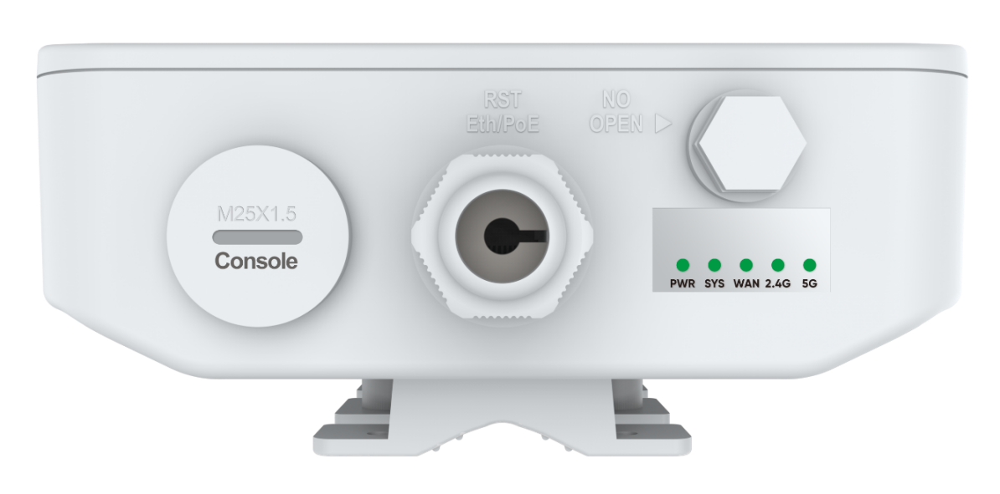 RST
Eth/PoE
NO
OPEN
M25X1.5
Console
PWR SYS WAN 2.4G 5G